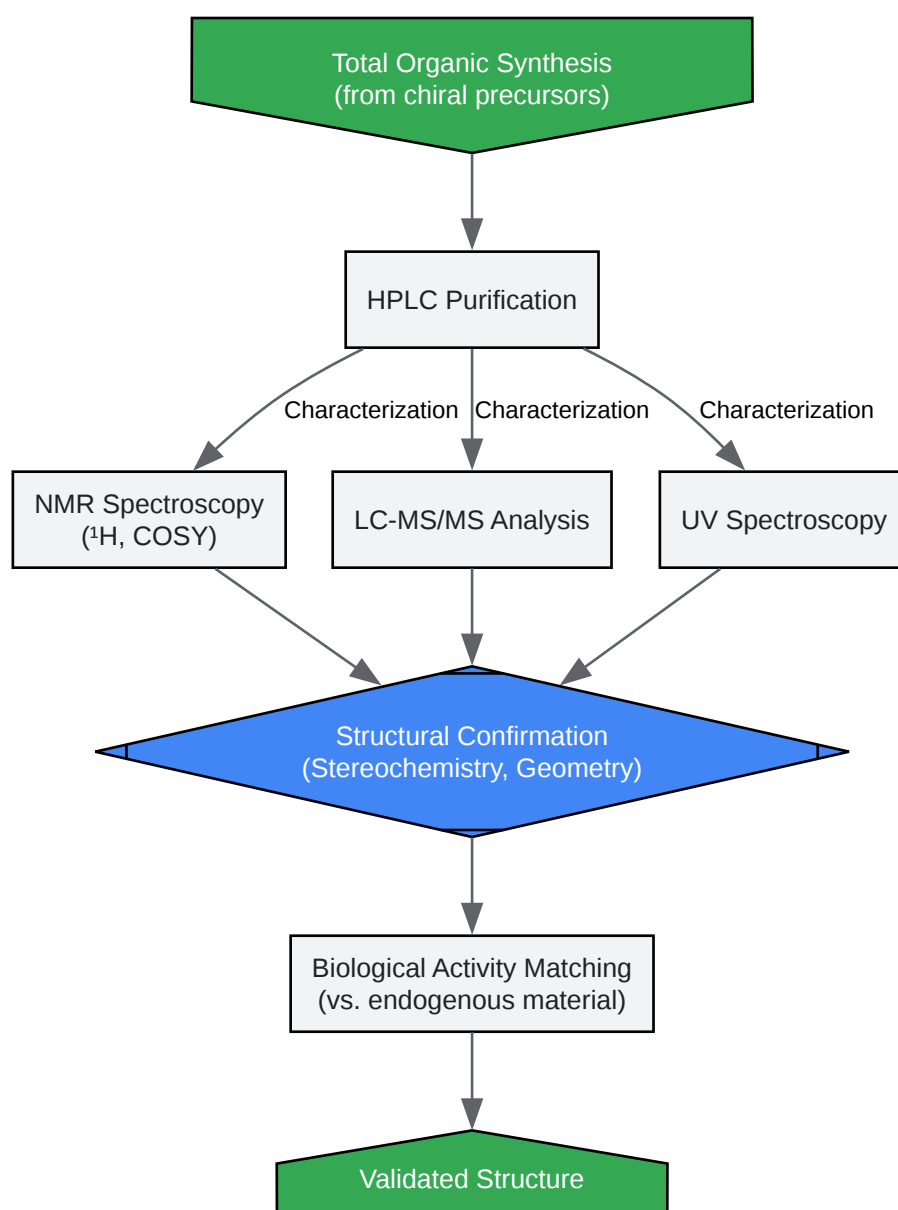 Total Organic Synthesis
(from chiral precursors)
HPLC Purification
Characterization
Characterization
Characterization
NMR Spectroscopy
(¹H, COSY)
LC-MS/MS Analysis
UV Spectroscopy
Structural Confirmation
(Stereochemistry, Geometry)
Biological Activity Matching
(vs. endogenous material)
Validated Structure